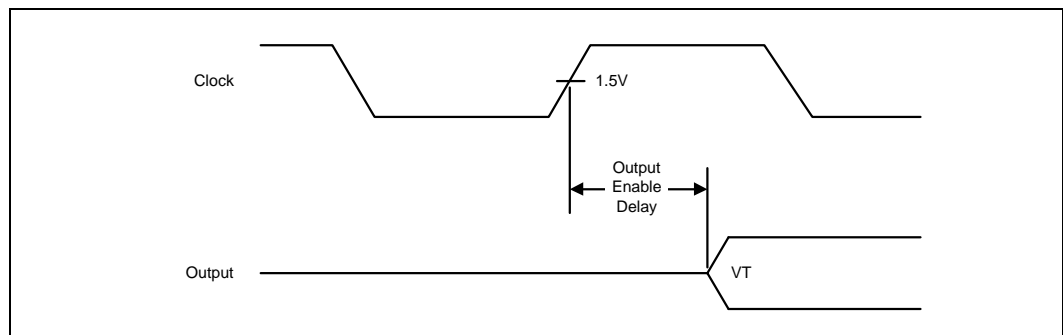 Clock
1.5V
Output
Enable
Delay
Output
VT